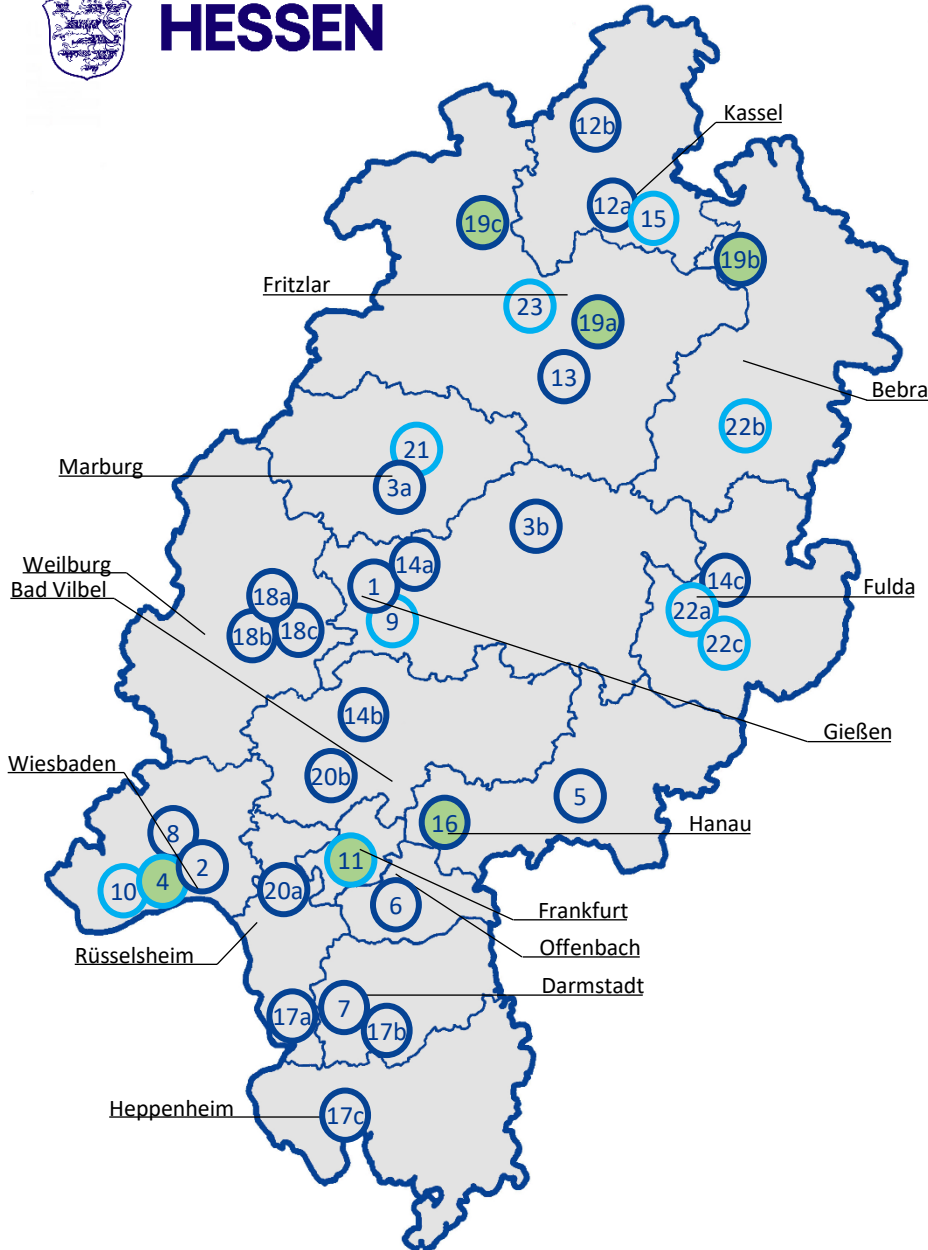 HESSEN
Kassel
12b
12a
15
19c
19b
Fritzlar
23
19a
13
Bebra
22b
21
Marburg
3a
3b
14a
Weilburg
1
14c
Bad Vilbel
18a
Fulda
22a
9
18b
18c
22c
14b
Gießen
Wiesbaden
20b
5
8
16
Hanau
11
2
4
10
20a
6
Frankfurt
Offenbach
Rüsselsheim
Darmstadt
7
17a
17b
Heppenheim
17c